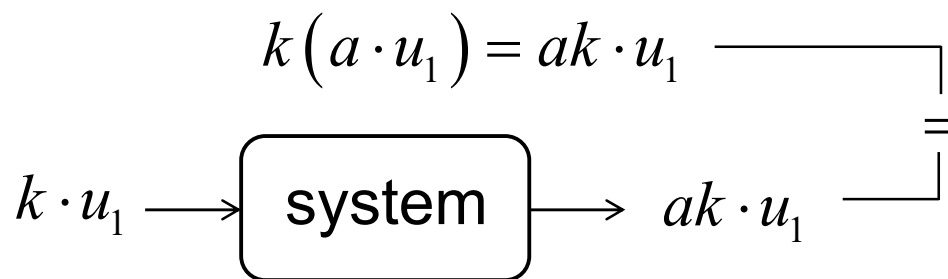 k(a · u₁) = ak · u₁
=
k · u₁ → system → ak · u₁